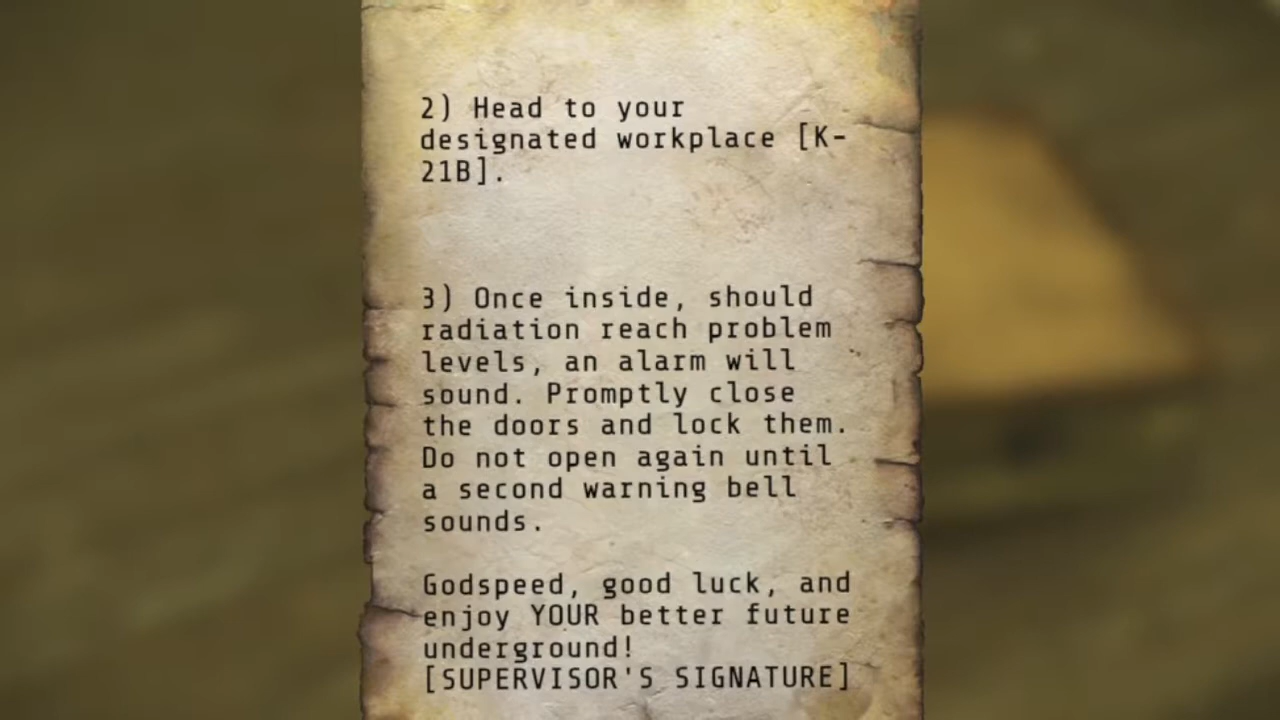 2) Head to your
designated workplace [K-
21B].
3) Once inside, should
radiation reach problem
levels, an alarm will
sound. Promptly close
the doors and lock them.
Do not open again until
a second warning bell
sounds.
Godspeed, good luck, and
enjoy YOUR better future
underground!
[SUPERVISOR'S SIGNATURE]